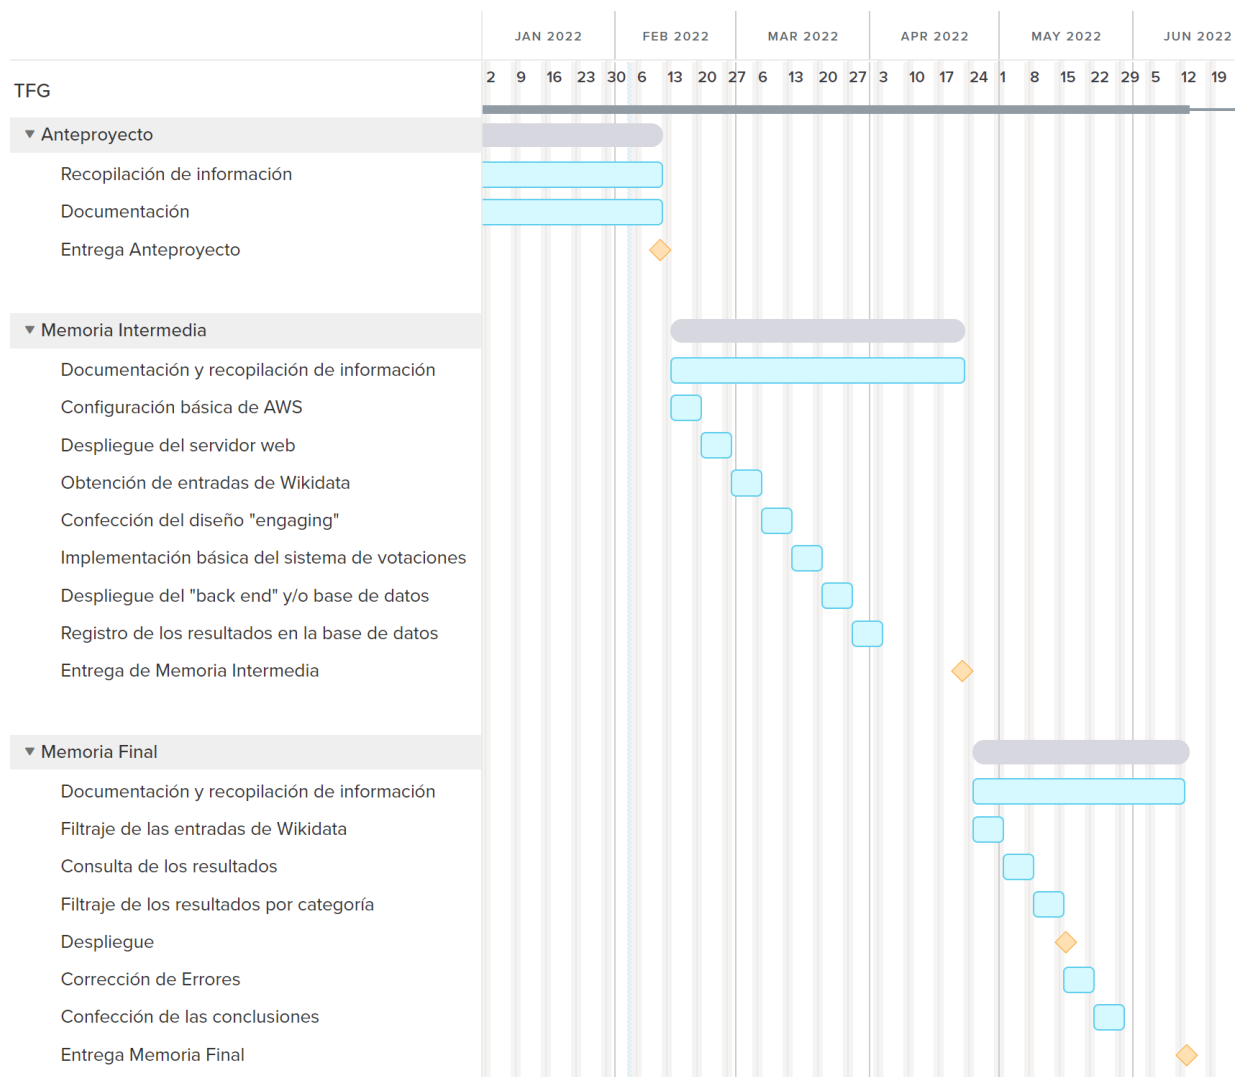 JAN 2022 FEB 2022 MAR 2022 APR 2022 MAY 2022 JUN 2022
TFG
2 9 16 23 30 6 13 20 27 6 13 20 27 3 10 17 24 1 8 15 22 29 5 12 19
Anteproyecto
Recopilación de información
Documentación
Entrega Anteproyecto
Memoria Intermedia
Documentación y recopilación de información
Configuración básica de AWS
Despliegue del servidor web
Obtención de entradas de Wikidata
Confección del diseño "engaging"
Implementación básica del sistema de votaciones
Despliegue del "back end" y/o base de datos
Registro de los resultados en la base de datos
Entrega de Memoria Intermedia
Memoria Final
Documentación y recopilación de información
Filtraje de las entradas de Wikidata
Consulta de los resultados
Filtraje de los resultados por categoría
Despliegue
Corrección de Errores
Confección de las conclusiones
Entrega Memoria Final